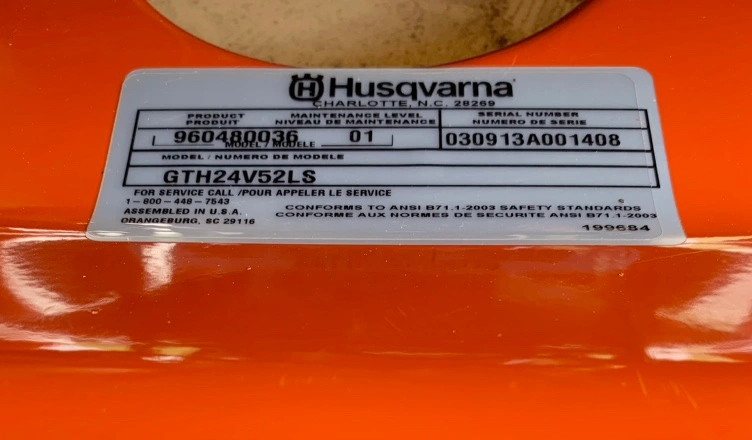 Husqvarna
CHARLOTTE, N.C. 28269
PRODUCT MAINTENANCE LEVEL SERIAL NUMBER
PRODUIT NIVEAU DE MAINTENANCE NUMERO DE SERIE
960480036 01 030913A001408
MODEL / MODELE
MODEL / NUMERO DE MODELE
GTH24V52LS
FOR SERVICE CALL /POUR APPELER LE SERVICE
1-800-448-7543
ASSEMBLED IN U.S.A.
ORANGEBURG, SC 29116
CONFORMS TO ANSI B71.1-2003 SAFETY STANDARDS
CONFORME AUX NORMES DE SECURITE ANSI B71.1-2003
199684